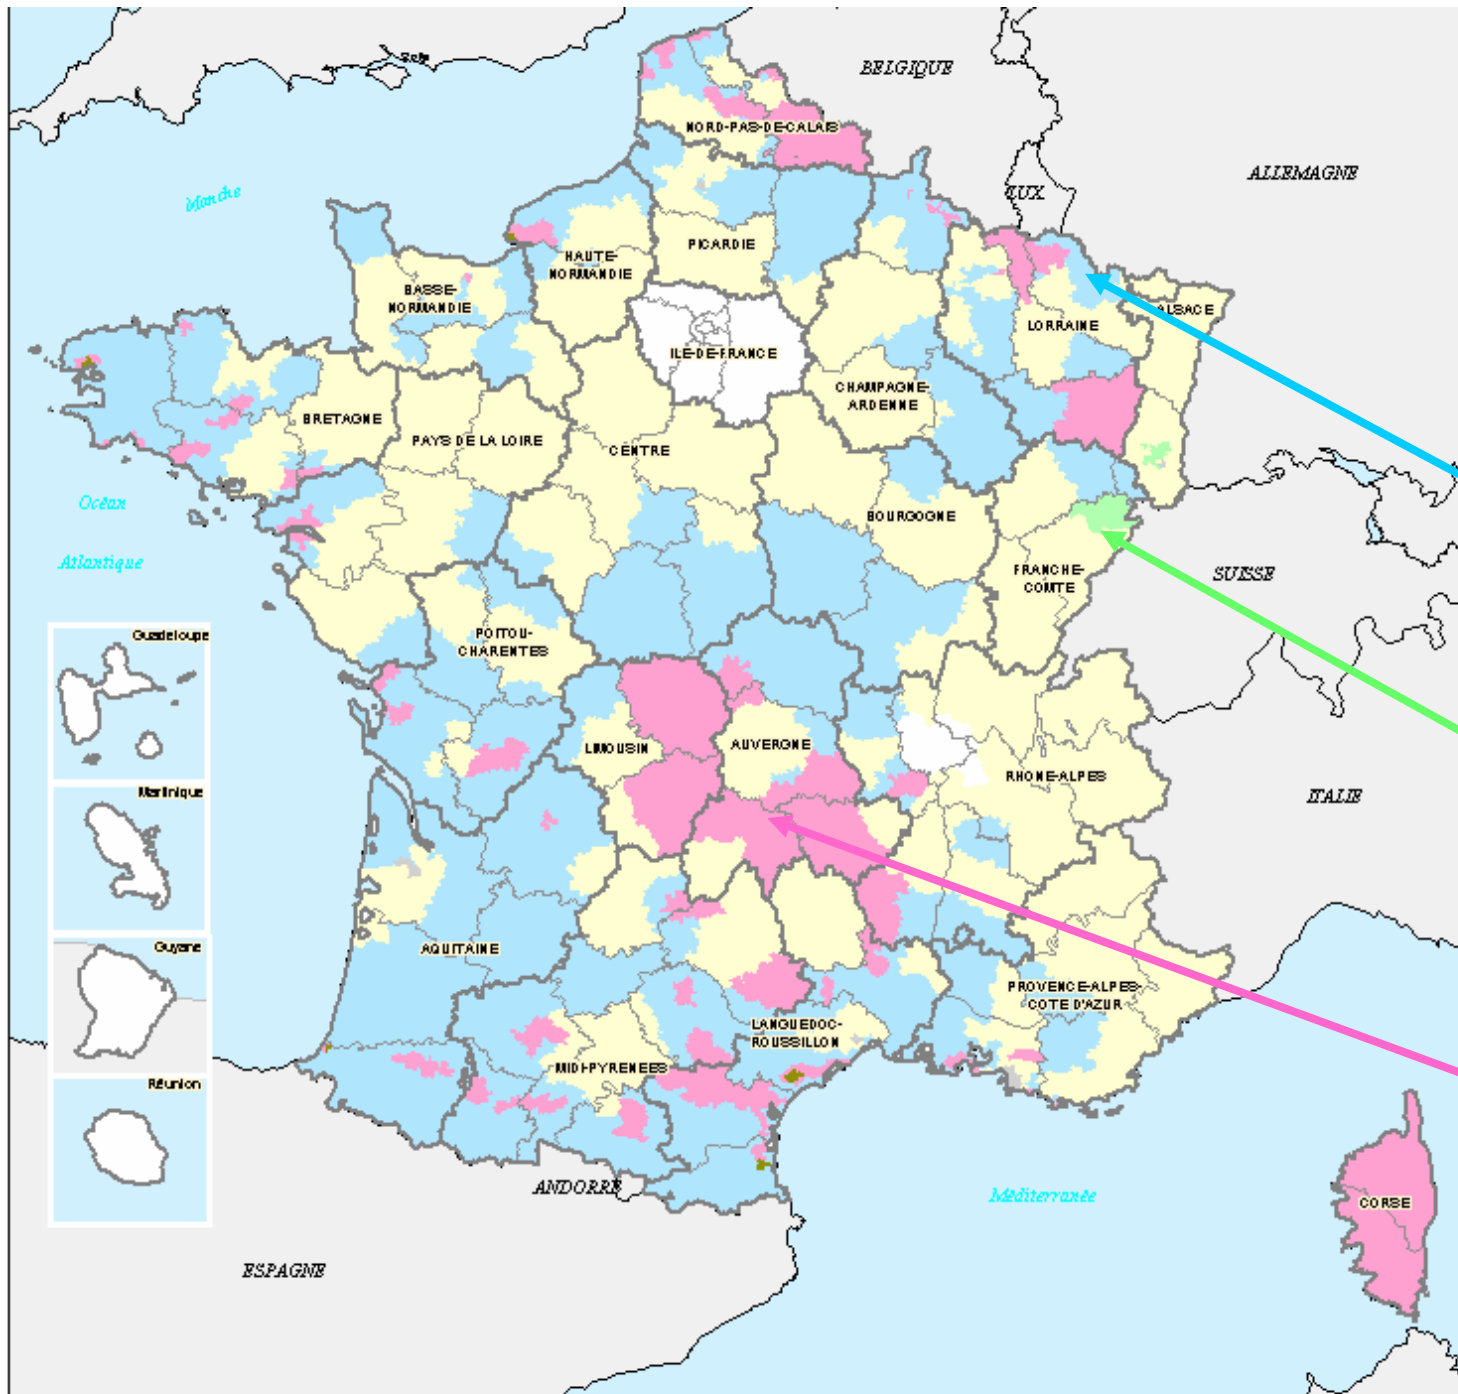 BELGIQUE
NORD-PAS-DE-CALAIS
ALLEMAGNE
LUX.
Manche
PICARDIE
HAUTE-
NORMANDIE
BASSE-
NORMANDIE
ALSACE
LORRAINE
ILE-DE-FRANCE
CHAMPAGNE-
ARDENNE
BRETAGNE
PAYS DE LA LOIRE
CENTRE
Océan
Atlantique
BOURGOGNE
FRANCHE-
COMTE
SUISSE
POITOU-
CHARENTES
Guadeloupe
LIMOUSIN
AUVERGNE
RHONE-ALPES
ITALIE
Martinique
AQUITAINE
Guyane
PROVENCE-ALPES-
COTE D'AZUR
LANGUEDOC-
ROUSSILLON
MIDI-PYRENEES
Réunion
ANDORRE
Méditerranée
CORSE
ESPAGNE